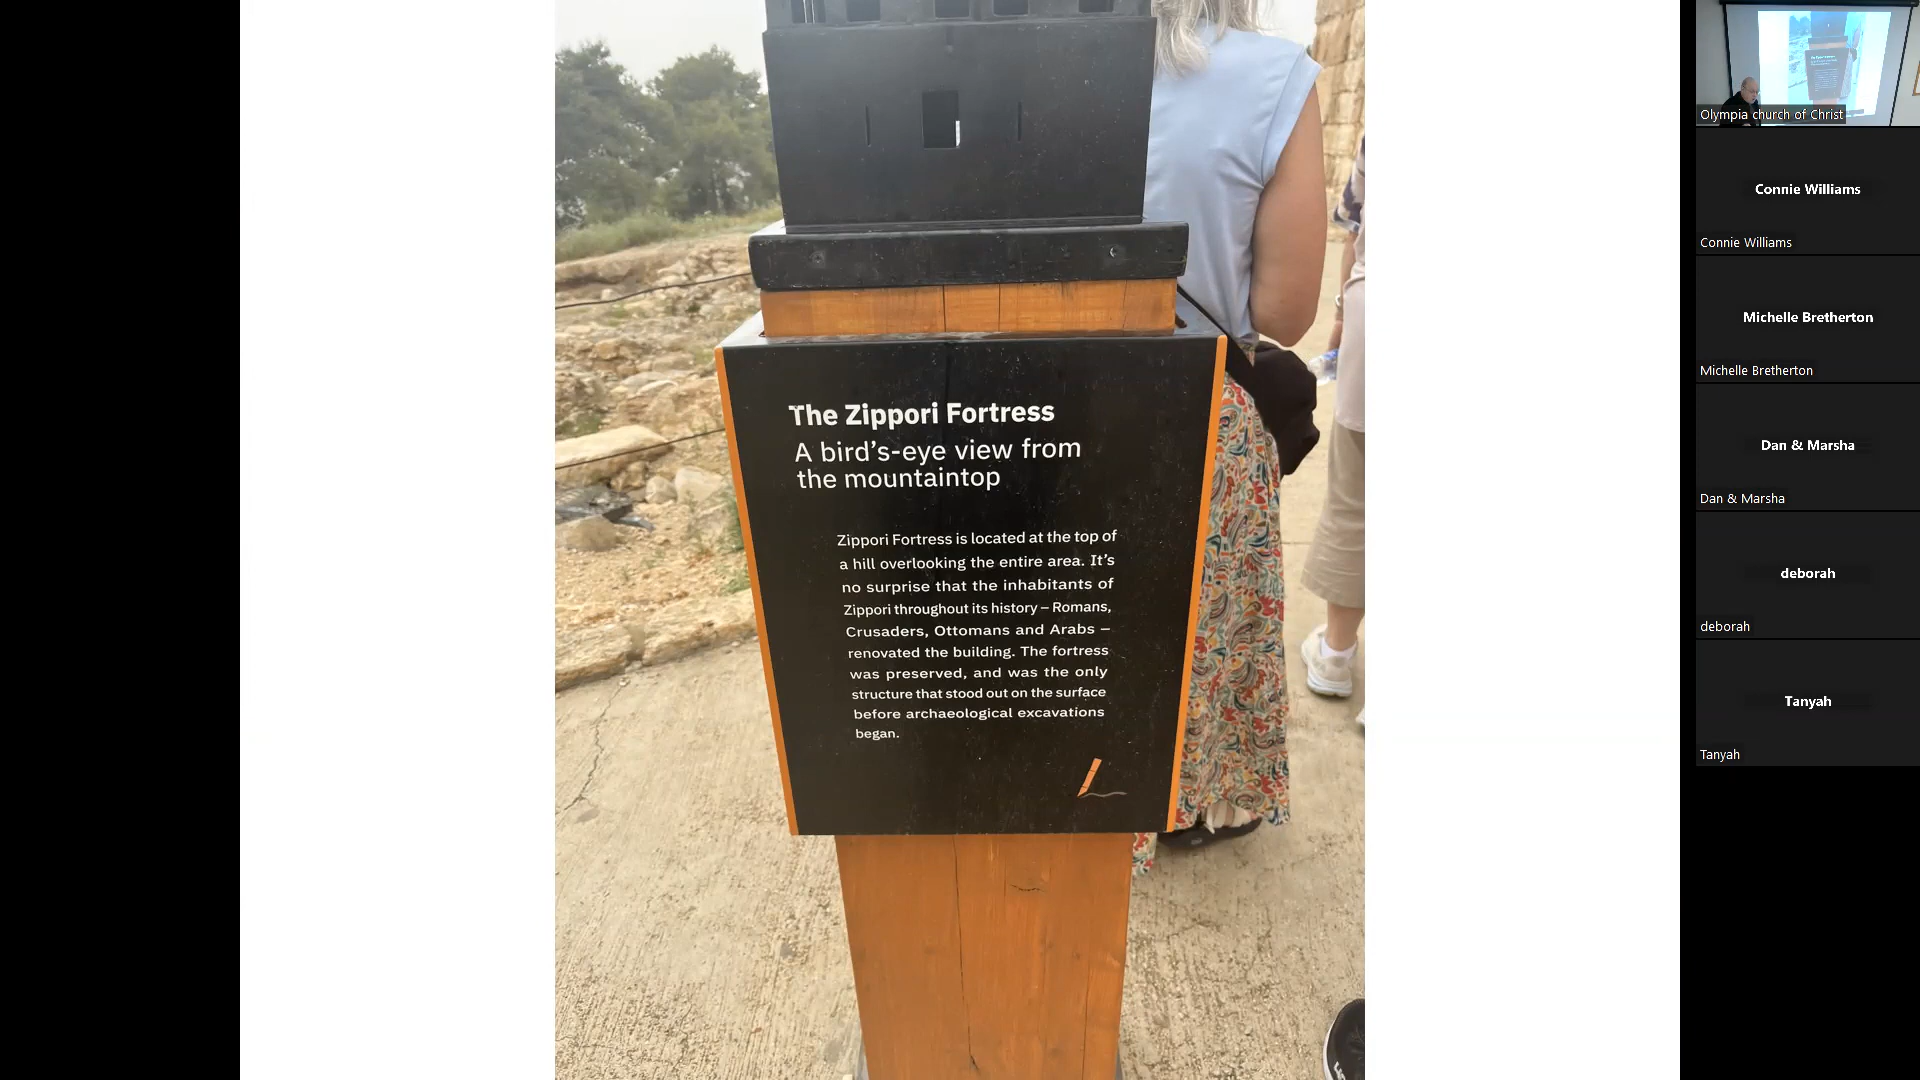 The Zippori Fortress
A bird's-eye view from
the mountaintop
Zippori Fortress is located at the top of
a hill overlooking the entire area. It's
no surprise that the inhabitants of
Zippori throughout its history – Romans,
Crusaders, Ottomans and Arabs –
renovated the building. The fortress
was preserved, and was the only
structure that stood out on the surface
before archaeological excavations
began.
Olympia church of Christ
Connie Williams
Connie Williams
Michelle Bretherton
Michelle Bretherton
Dan & Marsha
Dan & Marsha
deborah
deborah
Tanyah
Tanyah